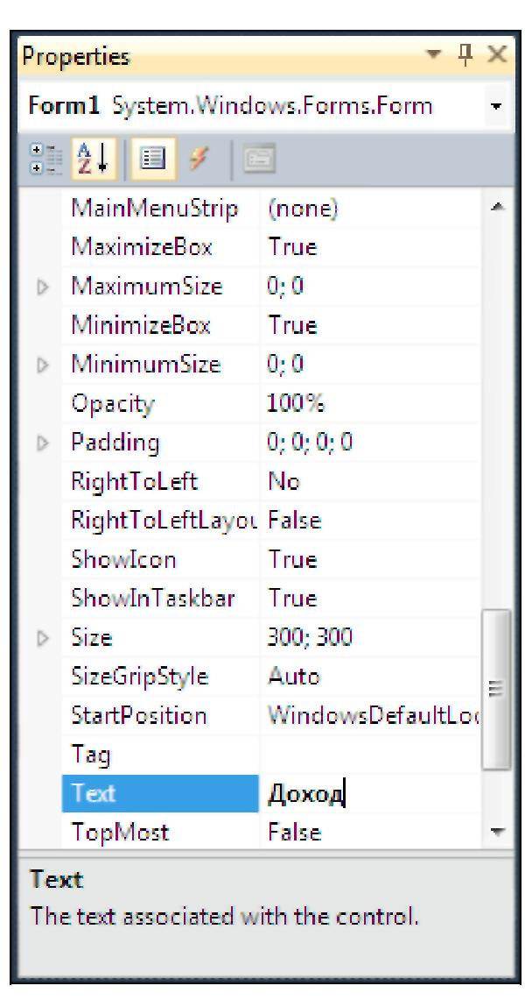 Properties
Form1 System.Windows.Forms.Form
MainMenuStrip (none)
MaximizeBox True
MaximumSize 0; 0
MinimizeBox True
MinimumSize 0; 0
Opacity 100%
Padding 0; 0; 0; 0
RightToLeft No
RightToLeftLayou False
ShowIcon True
ShowInTaskbar True
Size 300; 300
SizeGripStyle Auto
StartPosition WindowsDefaultLoc
Tag
Text Доход
TopMost False
Text
The text associated with the control.